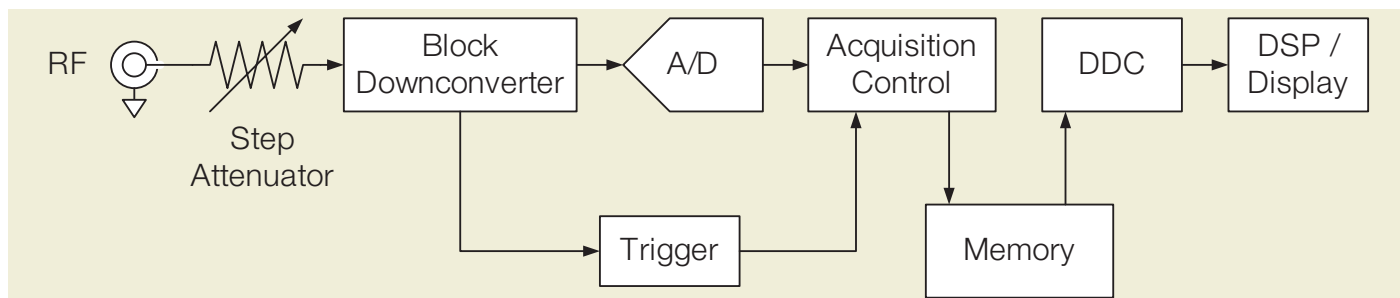 RF
Step
Attenuator
Block
Downconverter
A/D
Acquisition
Control
DDC
DSP /
Display
Trigger
Memory